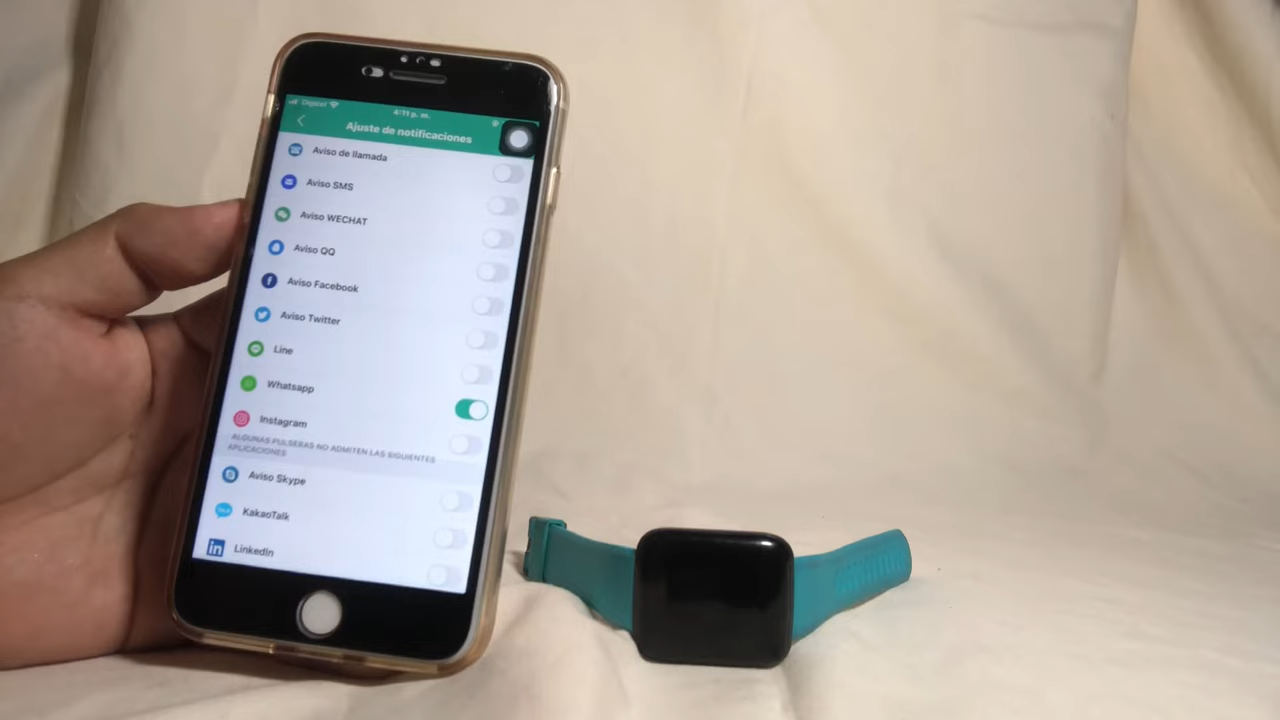 Digicel
4:11 p. m.
Ajuste de notificaciones
Aviso de llamada
Aviso SMS
Aviso WECHAT
Aviso QQ
Aviso Facebook
Aviso Twitter
Line
Whatsapp
Instagram
ALGUNAS PULSERAS NO ADMITEN LAS SIGUIENTES
APLICACIONES
Aviso Skype
KakaoTalk
LinkedIn